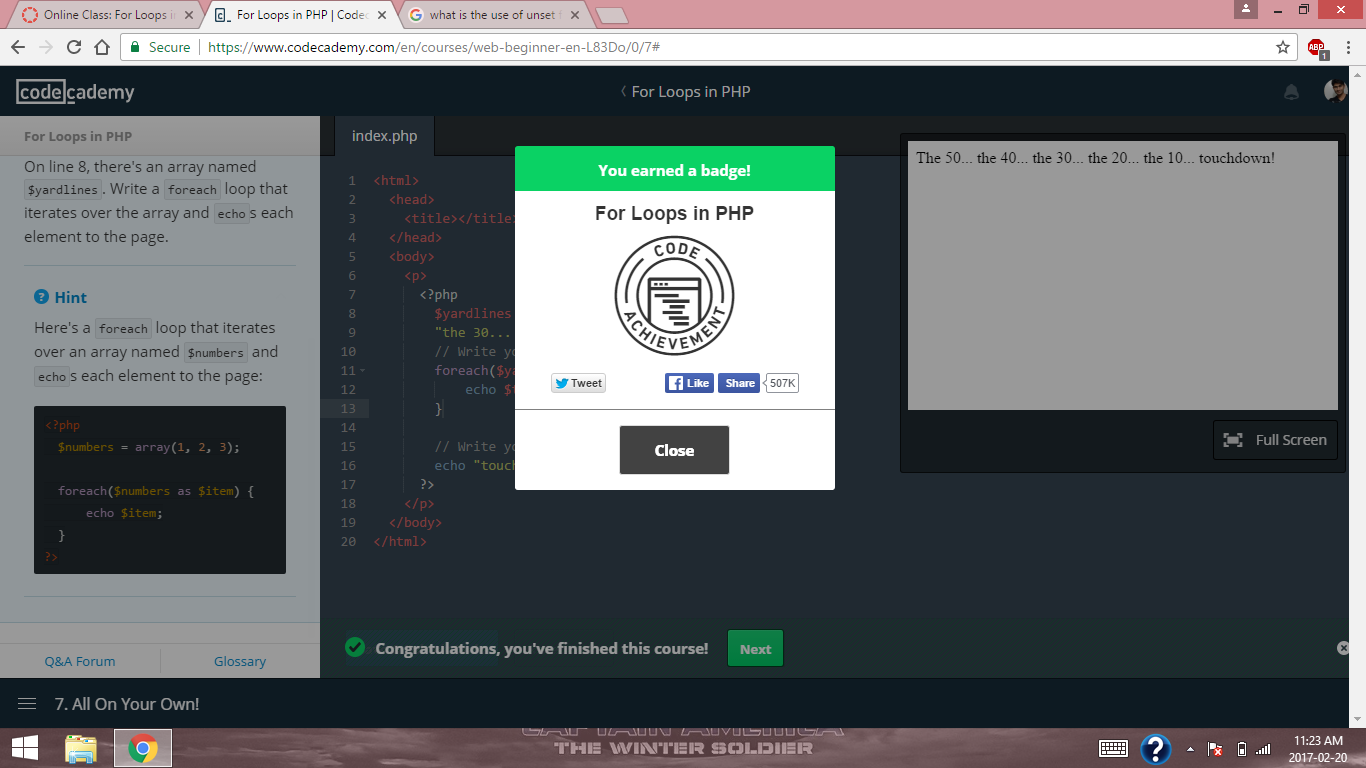 Online Class: For Loops i
For Loops in PHP | Codec
what is the use of unset f
Secure
https://www.codecademy.com/en/courses/web-beginner-en-L83Do/0/7#
ABP
1
codecademy
For Loops in PHP
For Loops in PHP
On line 8, there's an array named
$yardlines . Write a foreach loop that
iterates over the array and echo s each
element to the page.
? Hint
Here's a foreach loop that iterates
over an array named $numbers and
echo s each element to the page:
<?php
$numbers = array(1, 2, 3);
foreach($numbers as $item) {
echo $item;
}
?>
Q&A Forum
Glossary
index.php
1 <html>
2 <head>
3 <title></title>
4 </head>
5 <body>
6 <p>
7 <?php
8 $yardlines
9 "the 30...
10 // Write yo
11 foreach($ya
12 echo $
13 }
14
15 // Write yo
16 echo "touch
17 ?>
18 </p>
19 </body>
20 </html>
You earned a badge!
For Loops in PHP
CODE
ACHIEVEMENT
Tweet
Like
Share
507K
Close
The 50... the 40... the 30... the 20... the 10... touchdown!
Full Screen
Congratulations, you've finished this course!
Next
7. All On Your Own!
CAPTAIN AMERICA
THE WINTER SOLDIER
11:23 AM
2017-02-20